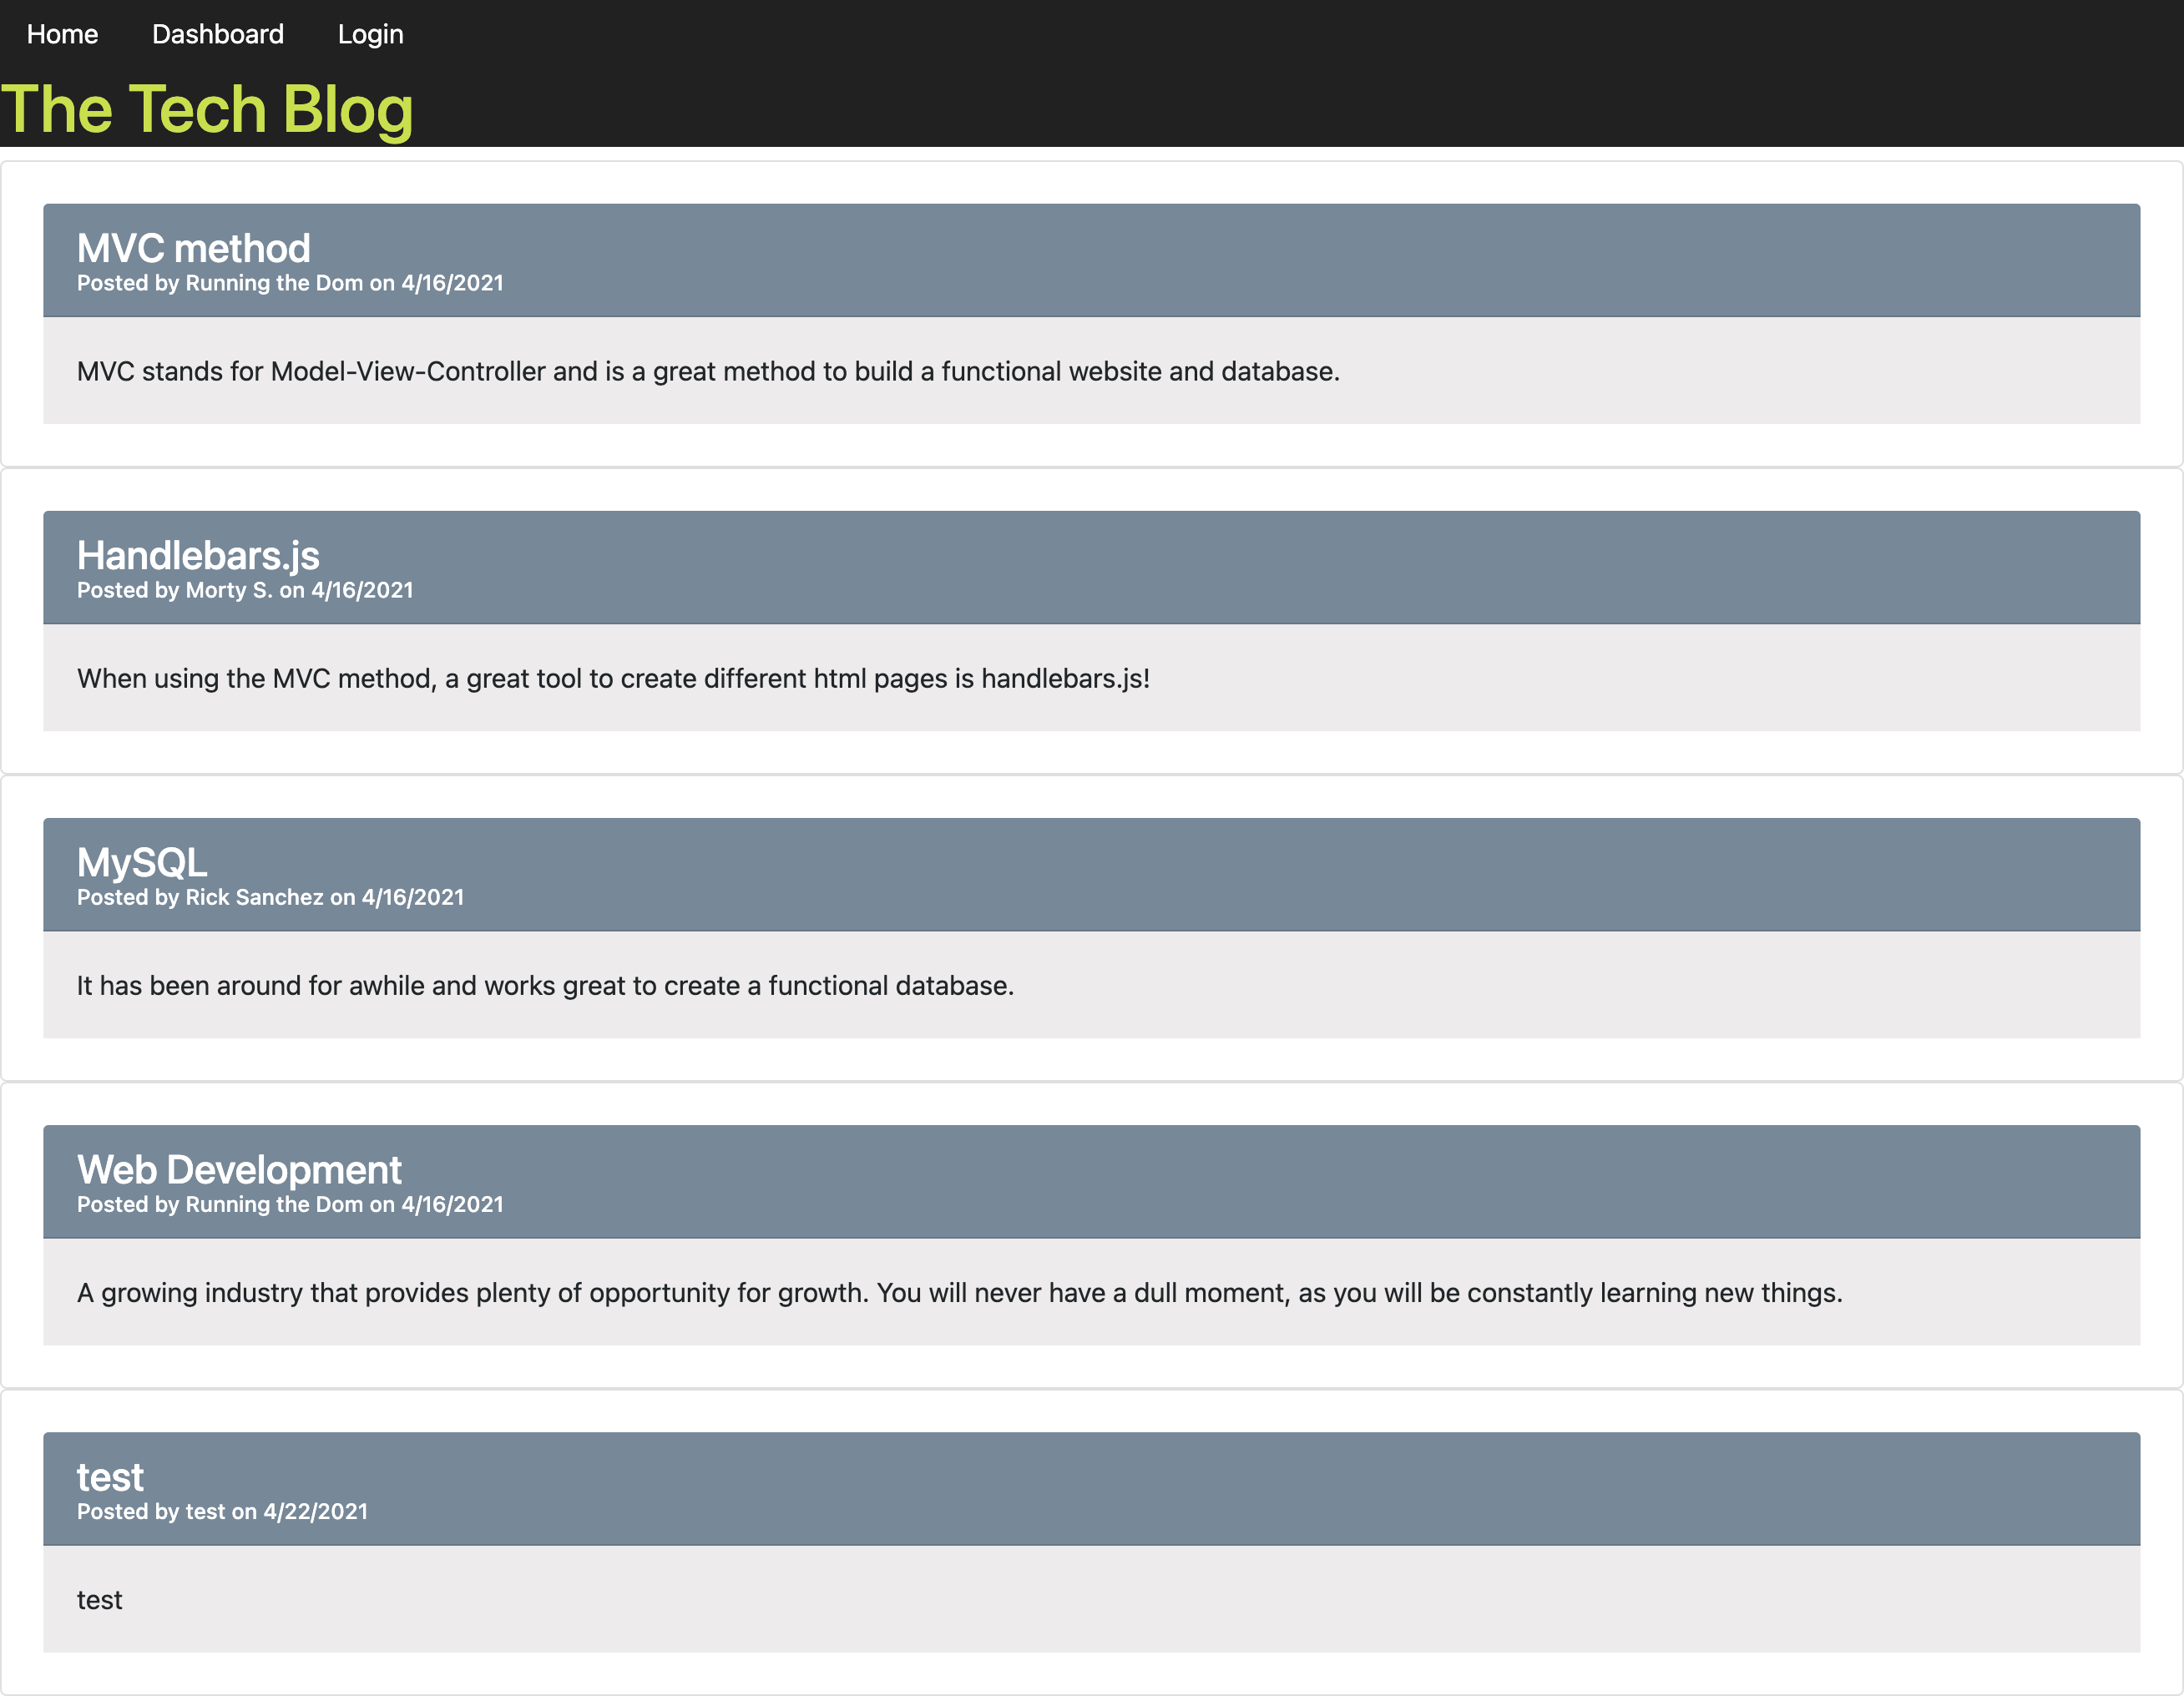 Home Dashboard Login
The Tech Blog
MVC method
Posted by Running the Dom on 4/16/2021
MVC stands for Model-View-Controller and is a great method to build a functional website and database.
Handlebars.js
Posted by Morty S. on 4/16/2021
When using the MVC method, a great tool to create different html pages is handlebars.js!
MySQL
Posted by Rick Sanchez on 4/16/2021
It has been around for awhile and works great to create a functional database.
Web Development
Posted by Running the Dom on 4/16/2021
A growing industry that provides plenty of opportunity for growth. You will never have a dull moment, as you will be constantly learning new things.
test
Posted by test on 4/22/2021
test